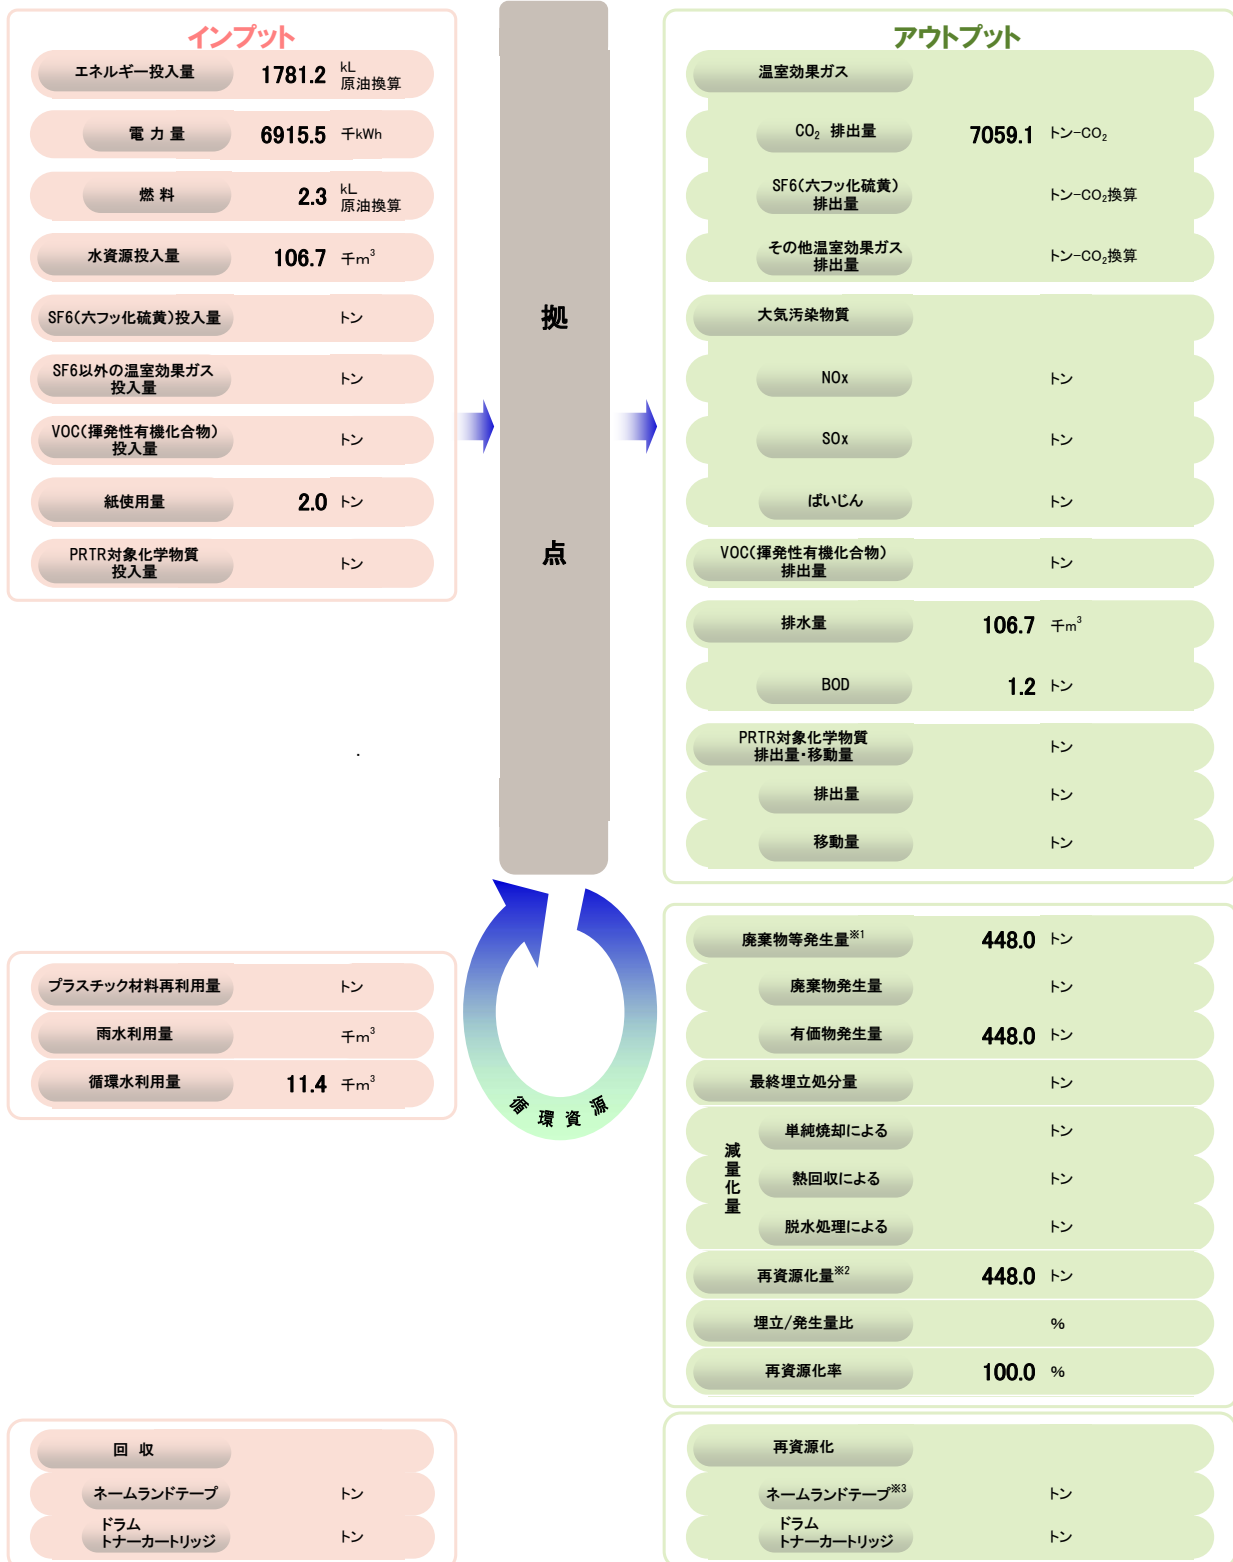 インプット
エネルギー投入量 1781.2 kL
原油換算
電 力 量 6915.5 千kWh
燃 料 2.3 kL
原油換算
水資源投入量 106.7 千m³
SF6(六フッ化硫黄)投入量 トン
SF6以外の温室効果ガス
投入量 トン
VOC(揮発性有機化合物)
投入量 トン
紙使用量 2.0 トン
PRTR対象化学物質
投入量 トン
拠
点
アウトプット
温室効果ガス
CO₂ 排出量 7059.1 トン-CO₂
SF6(六フッ化硫黄)
排出量 トン-CO₂換算
その他温室効果ガス
排出量 トン-CO₂換算
大気汚染物質
NOx トン
SOx トン
ばいじん トン
VOC(揮発性有機化合物)
排出量 トン
排水量 106.7 千m³
BOD 1.2 トン
PRTR対象化学物質
排出量・移動量 トン
排出量 トン
移動量 トン
プラスチック材料再利用量 トン
雨水利用量 千m³
循環水利用量 11.4 千m³
循環資源
廃棄物等発生量※1 448.0 トン
廃棄物発生量 トン
有価物発生量 448.0 トン
最終埋立処分量 トン
減量化量
単純焼却による トン
熱回収による トン
脱水処理による トン
再資源化量※2 448.0 トン
埋立/発生量比 %
再資源化率 100.0 %
回 収
ネームランドテープ トン
ドラム
トナーカートリッジ トン
再資源化
ネームランドテープ※3 トン
ドラム
トナーカートリッジ トン